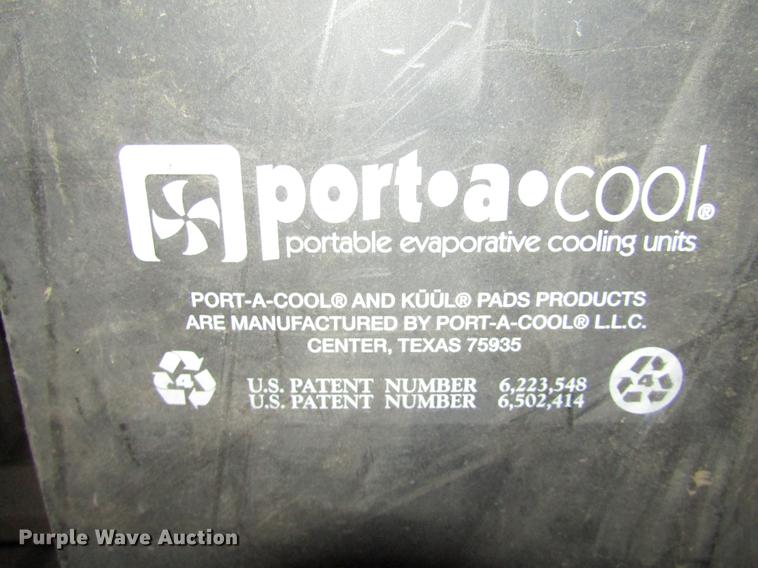 port•a•cool®
portable evaporative cooling units
PORT-A-COOL® AND KÜÜL® PADS PRODUCTS
ARE MANUFACTURED BY PORT-A-COOL® L.L.C.
CENTER, TEXAS 75935
4
U.S. PATENT NUMBER 6,223,548
4
U.S. PATENT NUMBER 6,502,414
Purple Wave Auction